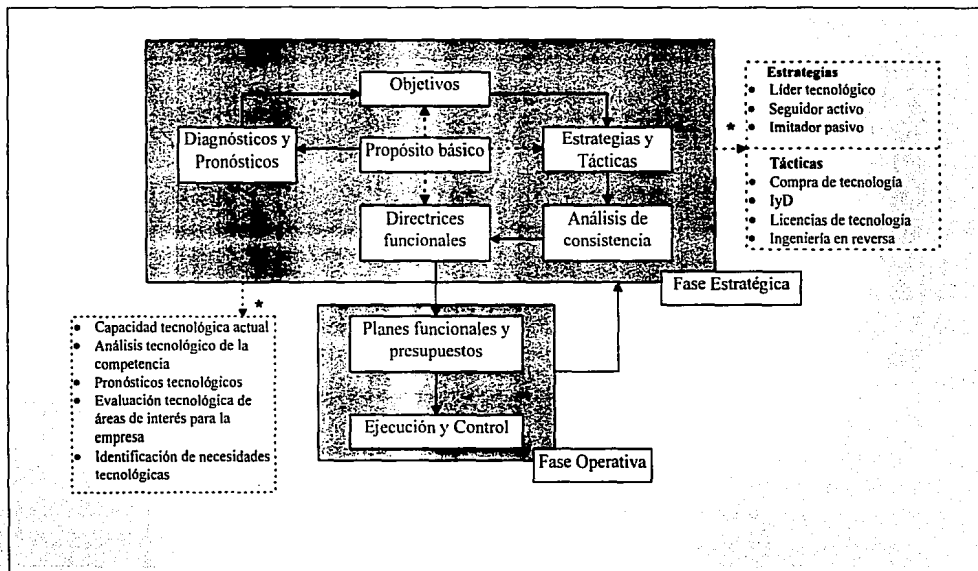 Objetivos
Diagnósticos y
Pronósticos
Propósito básico
Estrategias y
Tácticas
Directrices
funcionales
Análisis de
consistencia
Fase Estratégica
*
Estrategias
• Líder tecnológico
• Seguidor activo
• Imitador pasivo
Tácticas
• Compra de tecnología
• IyD
• Licencias de tecnología
• Ingeniería en reversa
*
• Capacidad tecnológica actual
• Análisis tecnológico de la
competencia
• Pronósticos tecnológicos
• Evaluación tecnológica de
áreas de interés para la
empresa
• Identificación de necesidades
tecnológicas
Planes funcionales y
presupuestos
Ejecución y Control
Fase Operativa